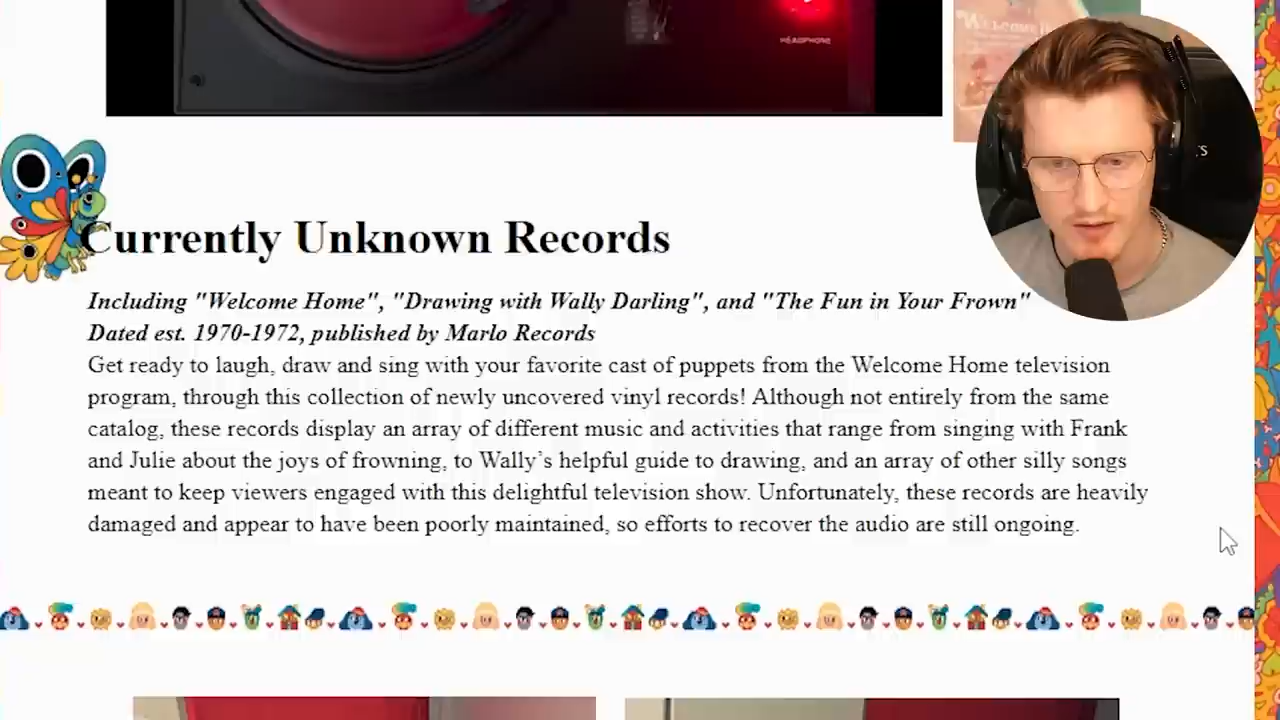 HEADPHONE
Welcome
Currently Unknown Records
Including "Welcome Home", "Drawing with Wally Darling", and "The Fun in Your Frown"
Dated est. 1970-1972, published by Marlo Records
Get ready to laugh, draw and sing with your favorite cast of puppets from the Welcome Home television
program, through this collection of newly uncovered vinyl records! Although not entirely from the same
catalog, these records display an array of different music and activities that range from singing with Frank
and Julie about the joys of frowning, to Wally’s helpful guide to drawing, and an array of other silly songs
meant to keep viewers engaged with this delightful television show. Unfortunately, these records are heavily
damaged and appear to have been poorly maintained, so efforts to recover the audio are still ongoing.